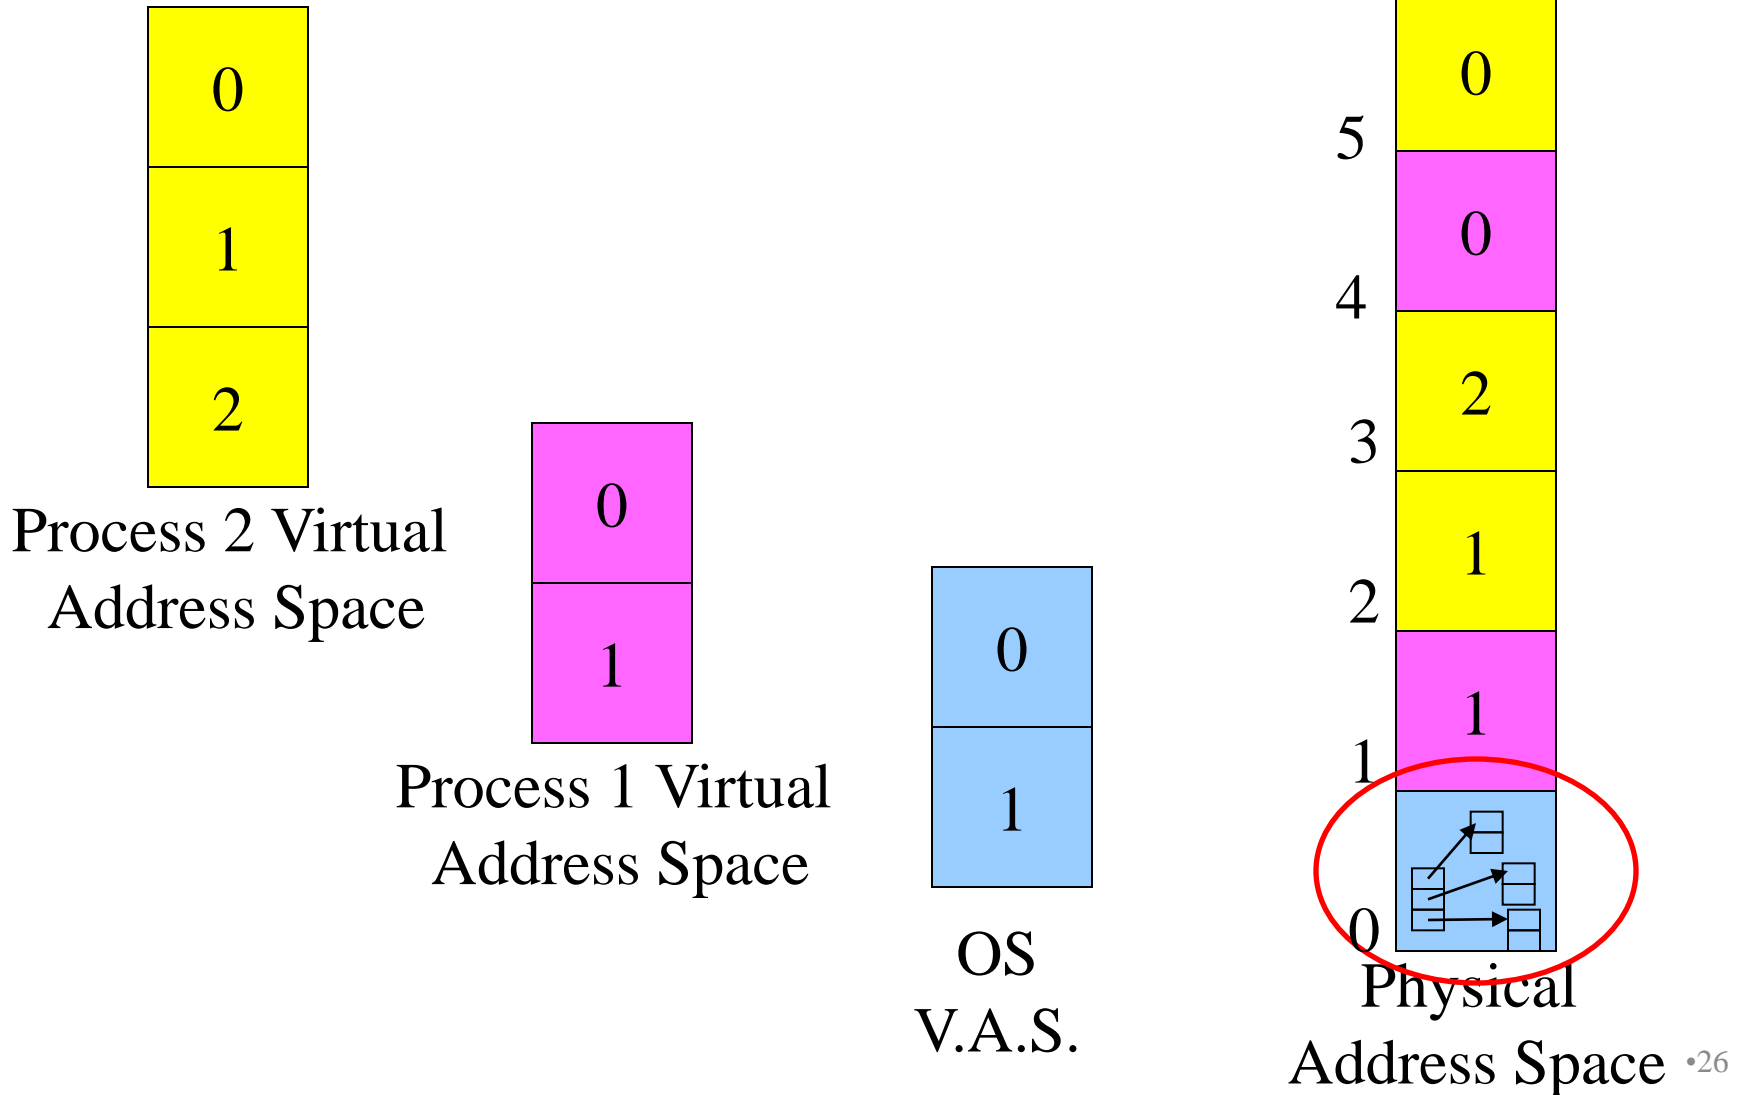 0
1
2
Process 2 Virtual
Address Space
0
1
Process 1 Virtual
Address Space
0
1
OS
V.A.S.
0
5
0
4
2
3
1
2
1
1
0
Physical
Address Space
•26